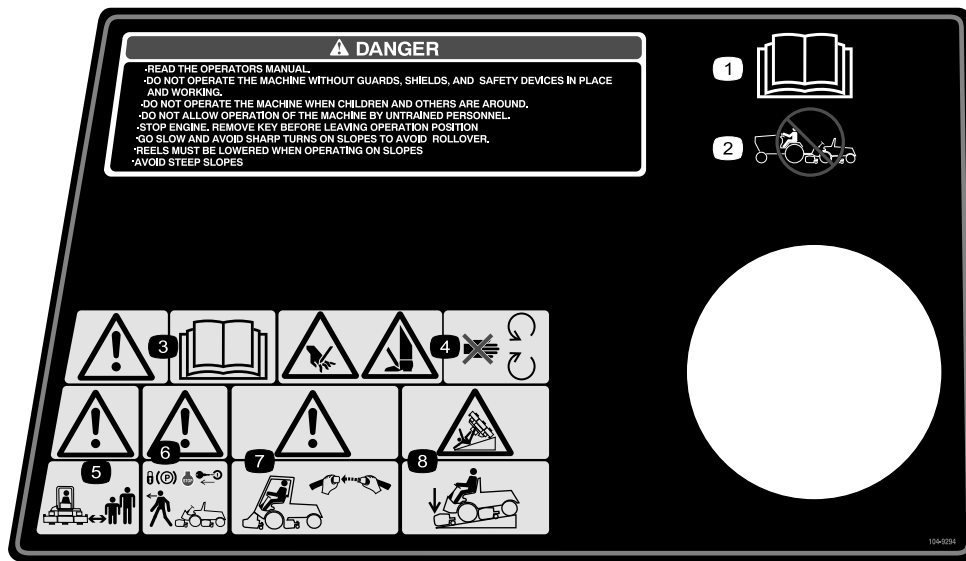 DANGER
·READ THE OPERATORS MANUAL.
·DO NOT OPERATE THE MACHINE WITHOUT GUARDS, SHIELDS, AND SAFETY DEVICES IN PLACE
AND WORKING.
·DO NOT OPERATE THE MACHINE WHEN CHILDREN AND OTHERS ARE AROUND.
·DO NOT ALLOW OPERATION OF THE MACHINE BY UNTRAINED PERSONNEL.
·STOP ENGINE. REMOVE KEY BEFORE LEAVING OPERATION POSITION
·GO SLOW AND AVOID SHARP TURNS ON SLOPES TO AVOID ROLLOVER.
·REELS MUST BE LOWERED WHEN OPERATING ON SLOPES
·AVOID STEEP SLOPES
1
2
3
4
5
6
7
8
(P)
STOP
104-9294